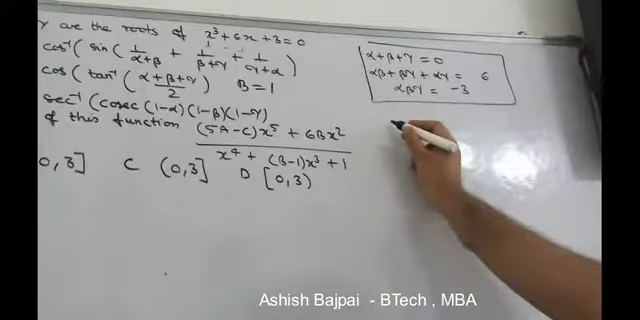 γ are the roots of x³+6x+3=0
cos⁻¹(sin(1/(α+β) + 1/(β+γ) + 1/(γ+α))
cos(tan⁻¹((α+β+γ)/2) B=1
sec⁻¹(cosec(1-α)(1-β)(1-γ)
of this function ((5A-C)x⁵ + 6Bx²)/(x⁴ + (B-1)x³ + 1)
0,3] C (0,3] D [0,3)
α+β+γ=0
αβ+βγ+αγ= 6
αβγ = -3
Ashish Bajpai - BTech , MBA